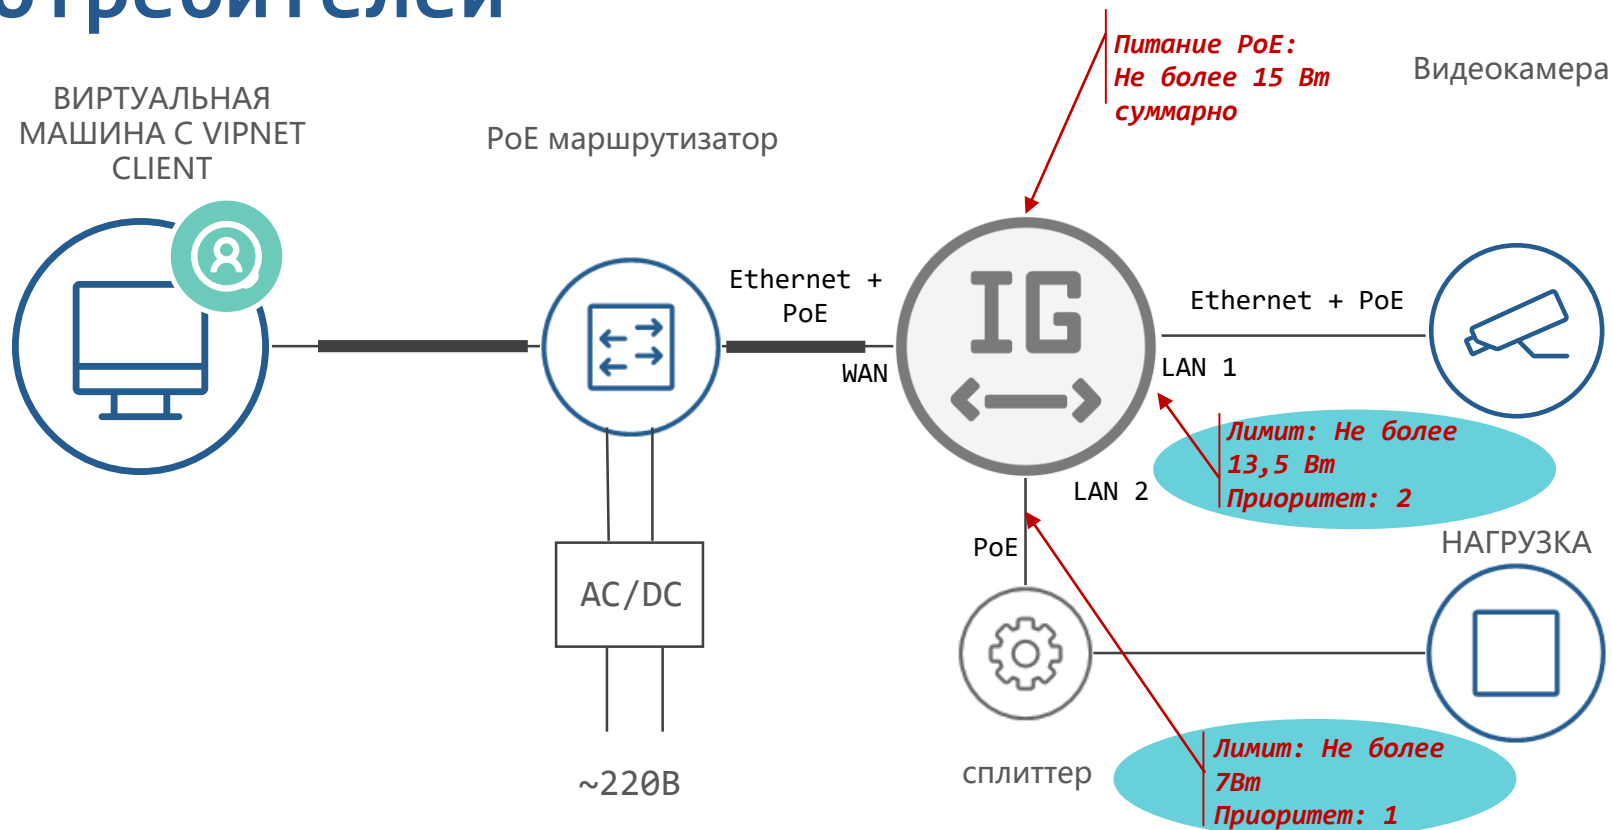 Питание PoE:
Не более 15 Вт
суммарно
Видеокамера
ВИРТУАЛЬНАЯ
МАШИНА С VIPNET
CLIENT
PoE маршрутизатор
Ethernet +
PoE
WAN
IG
Ethernet + PoE
LAN 1
Лимит: Не более
13,5 Вт
Приоритет: 2
LAN 2
PoE
НАГРУЗКА
AC/DC
~220В
сплиттер
Лимит: Не более
7Вт
Приоритет: 1